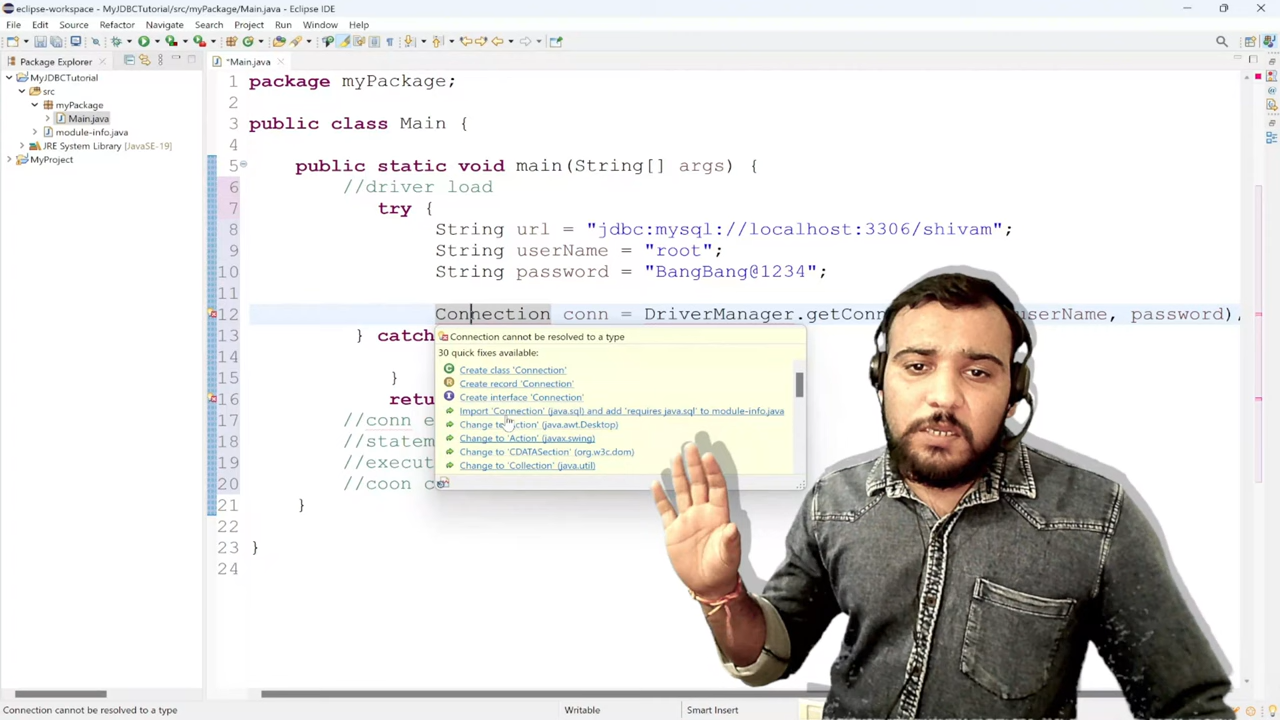 eclipse-workspace - MyJDBCTutorial/src/myPackage/Main.java - Eclipse IDE
File Edit Source Refactor Navigate Search Project Run Window Help
Package Explorer
*Main.java
MyJDBCTutorial
src
myPackage
Main.java
module-info.java
JRE System Library [JavaSE-19]
MyProject
1 package myPackage;
2
3 public class Main {
4
5 public static void main(String[] args) {
6 //driver load
7 try {
8 String url = "jdbc:mysql://localhost:3306/shivam";
9 String userName = "root";
10 String password = "BangBang@1234";
11
12 Connection conn = DriverManager.getConn userName, password),
13 } catch
14
15 }
16 retu
17 //conn e
18 //statem
19 //execut
20 //coon c
21 }
22
23 }
24
Connection cannot be resolved to a type
30 quick fixes available:
Create class 'Connection'
Create record 'Connection'
Create interface 'Connection'
Import 'Connection' (java.sql) and add 'requires java.sql' to module-info.java
Change to 'Action' (java.awt.Desktop)
Change to 'Action' (javax.swing)
Change to 'CDATASection' (org.w3c.dom)
Change to 'Collection' (java.util)
Connection cannot be resolved to a type
Writable
Smart Insert